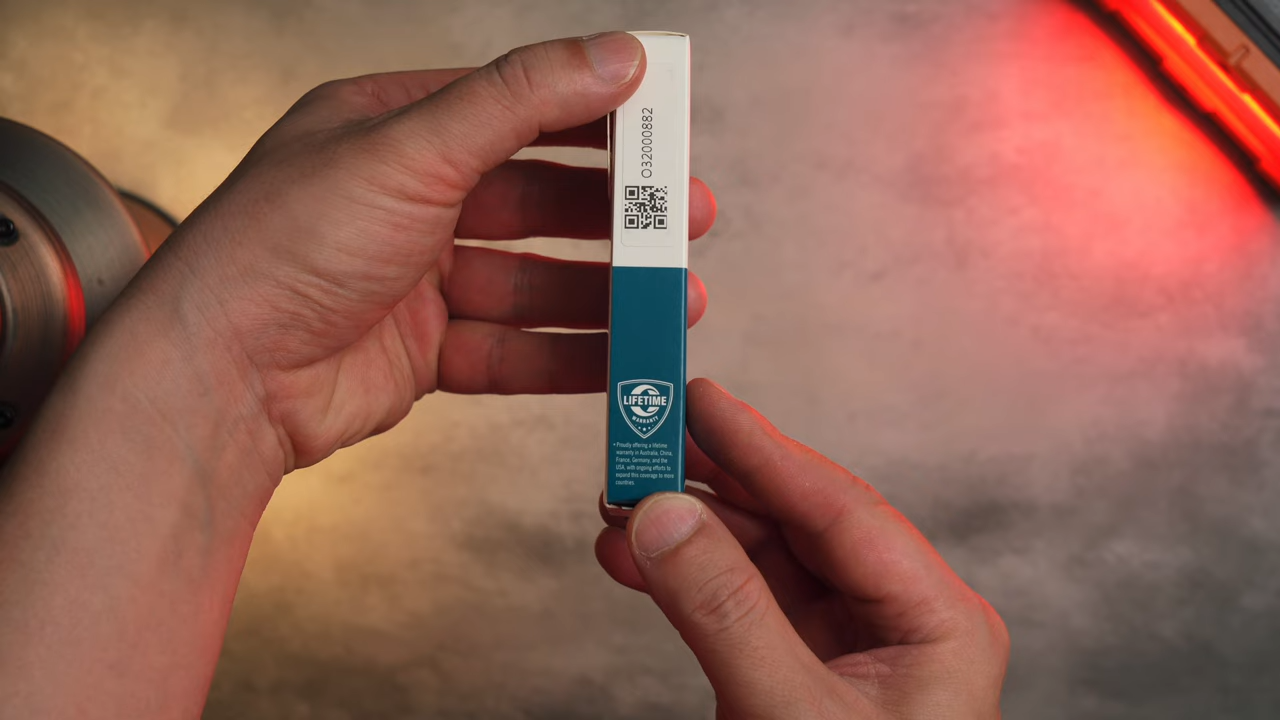 O32000882
LIFETIME
WARRANTY
* Proudly offering a lifetime
warranty in Australia, China,
France, Germany, and the
USA, with ongoing efforts to
expand this coverage to more
countries.